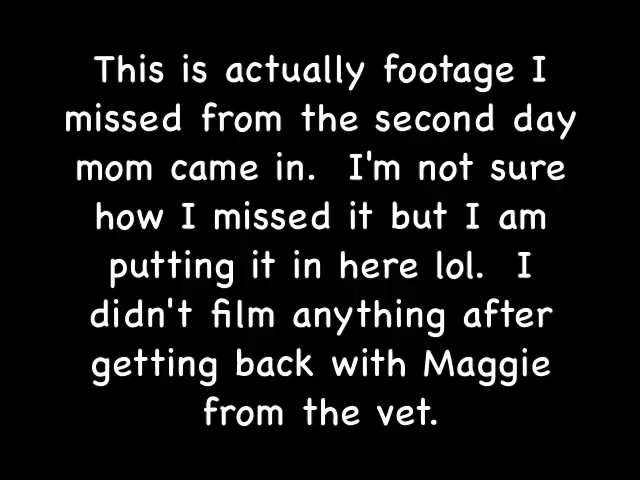 This is actually footage I
missed from the second day
mom came in.  I'm not sure
how I missed it but I am
putting it in here lol.  I
didn't film anything after
getting back with Maggie
from the vet.